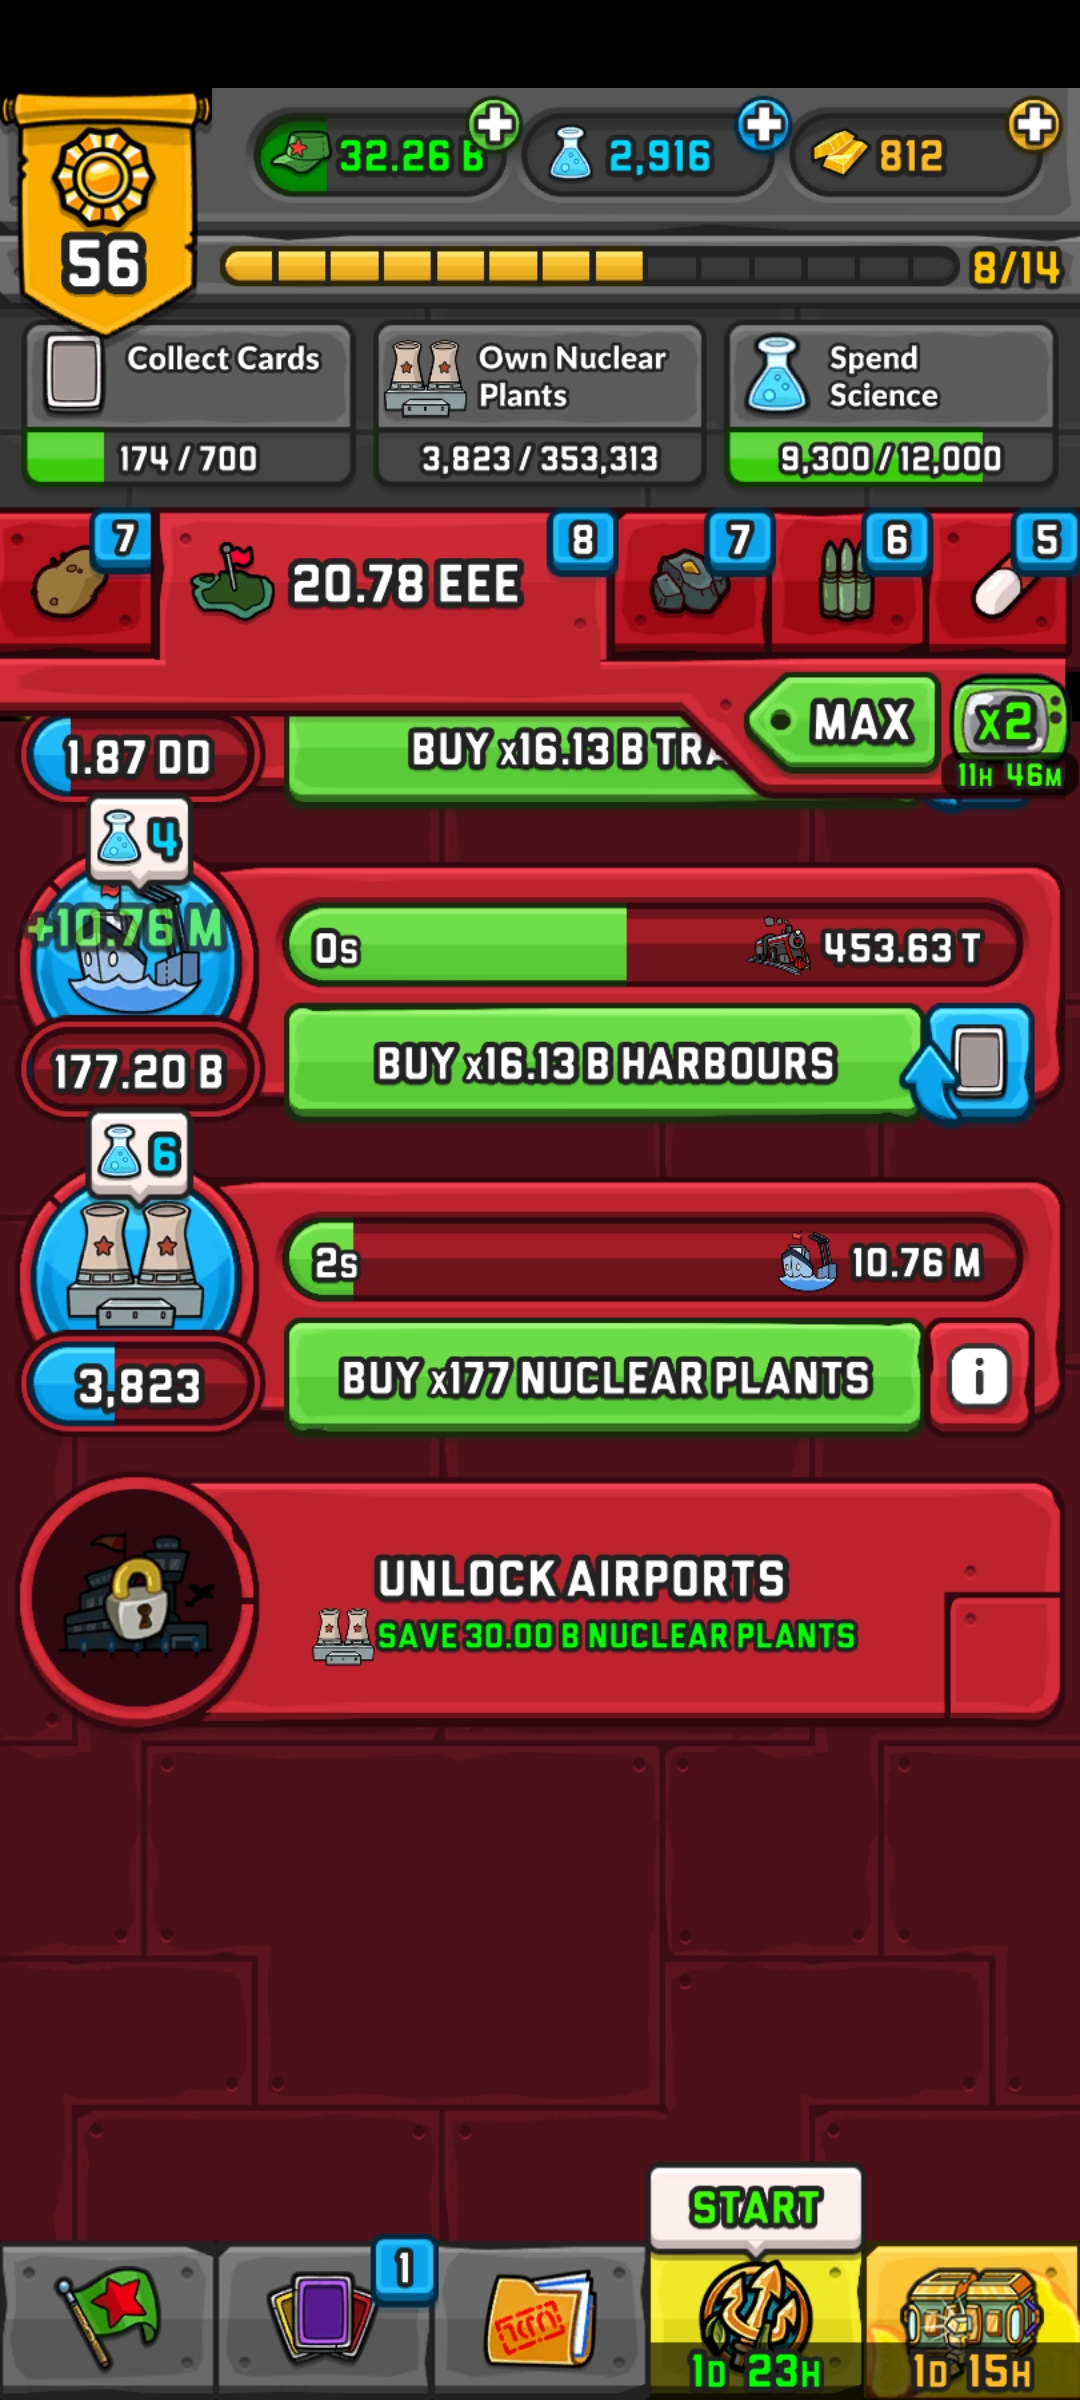 56
32.26 B
2,916
812
8/14
Collect Cards
174 / 700
Own Nuclear
Plants
3,823 / 353,313
Spend
Science
9,300 / 12,000
7
20.78 EEE
8
7
6
5
MAX
x2
11H 46M
1.87 DD
BUY x16.13 B
4
+10.76 M
0s
453.63 T
177.20 B
BUY x16.13 B HARBOURS
6
2s
10.76 M
3,823
BUY x177 NUCLEAR PLANTS
i
UNLOCK AIRPORTS
SAVE 30.00 B NUCLEAR PLANTS
START
1
1D 23H
1D 15H